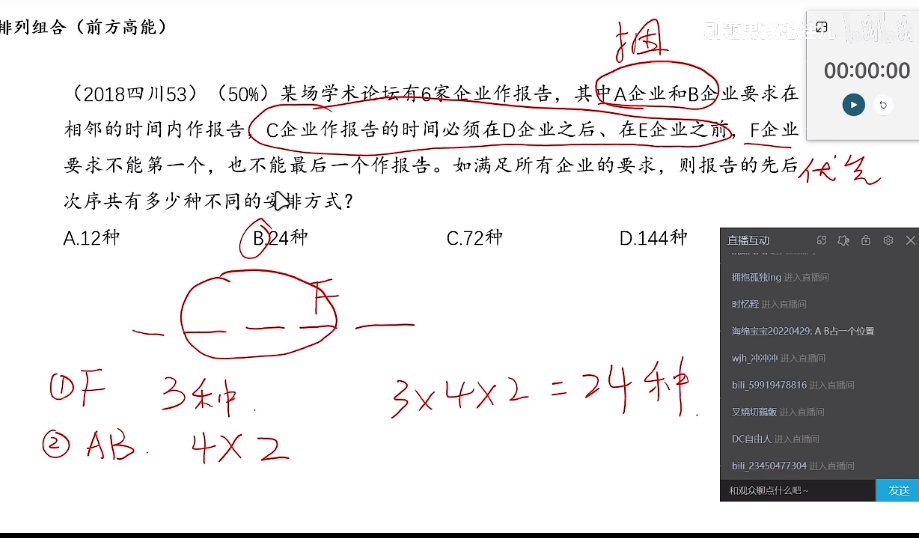 排列组合（前方高能）
捆
00:00:00
（2018四川53）（50%）某场学术论坛有6家企业作报告，其中A企业和B企业要求在
相邻的时间内作报告，C企业作报告的时间必须在D企业之后、在E企业之前，F企业
要求不能第一个，也不能最后一个作报告。如满足所有企业的要求，则报告的先后
优先
次序共有多少种不同的安排方式？
A.12种 B.24种 C.72种 D.144种
F
① F 3种.
3×4×2=24种.
② AB. 4×2
直播互动
拥抱孤独ing 进入直播间
时忆轻 进入直播间
海绵宝宝20220429: A B占一个位置
wjh_冲冲冲 进入直播间
bili_59919478816 进入直播间
叉烧切鸡飯 进入直播间
DC自由人 进入直播间
bili_23450477304 进入直播间
和观众聊点什么吧~ 发送